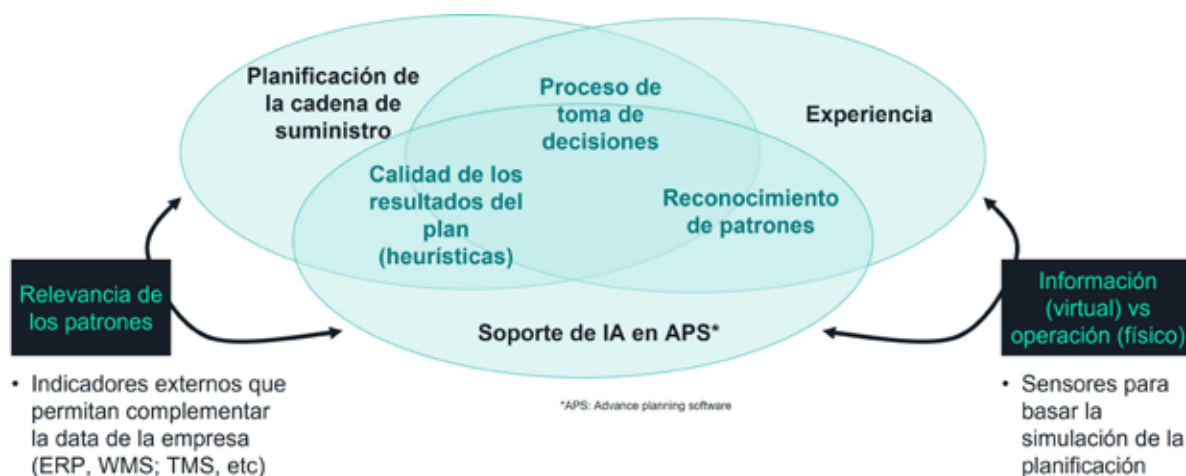 Planificación de
la cadena de
suministro
Proceso de
toma de
decisiones
Experiencia
Calidad de los
resultados del
plan
(heurísticas)
Reconocimiento
de patrones
Relevancia de
los patrones
Información
(virtual) vs
operación (físico)
Soporte de IA en APS*
*APS: Advance planning software
• Indicadores externos que
permitan complementar
la data de la empresa
(ERP, WMS; TMS, etc)
• Sensores para
basar la
simulación de la
planificación